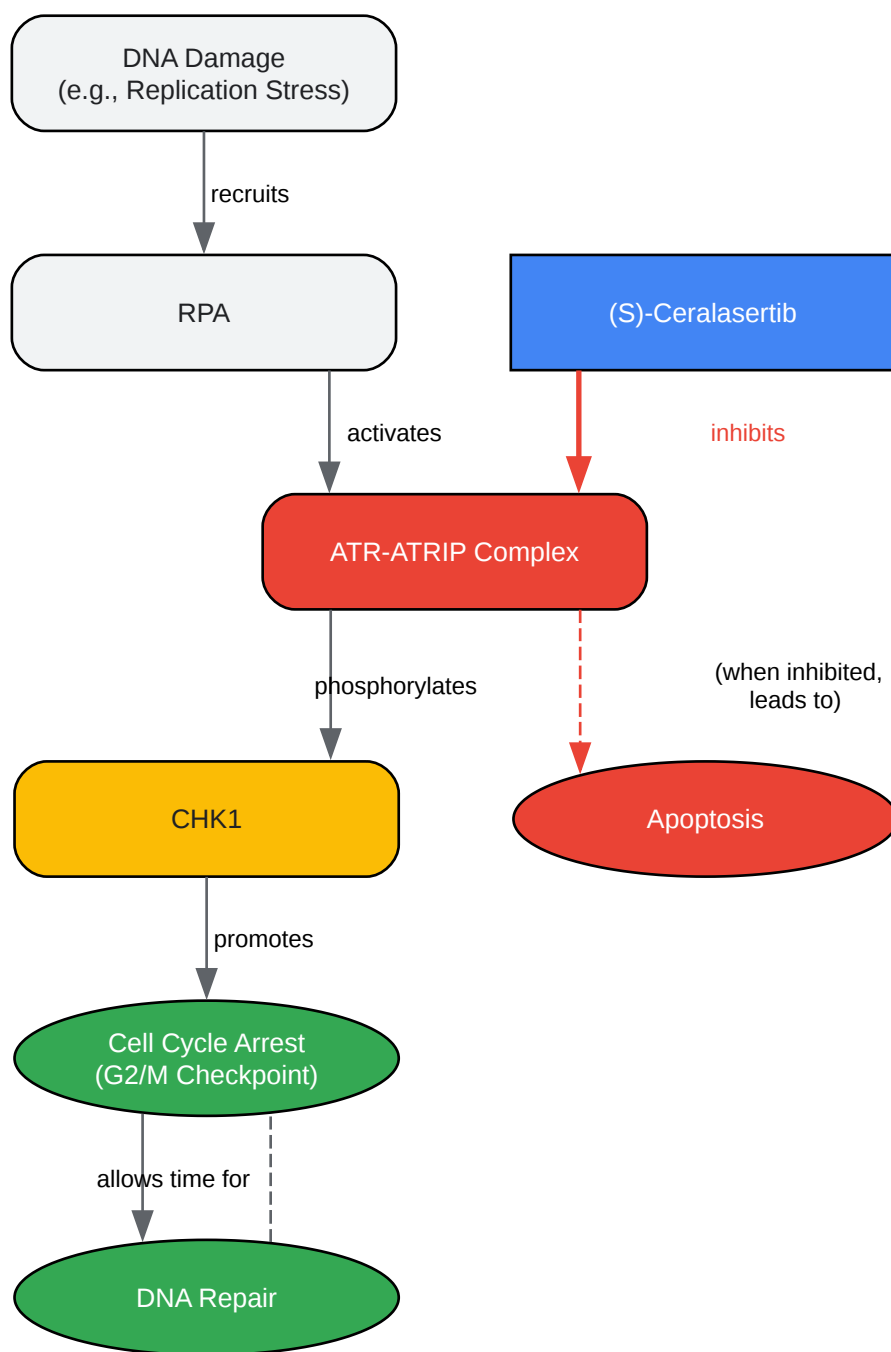 DNA Damage
(e.g., Replication Stress)
recruits
RPA
(S)-Ceralasertib
activates
inhibits
ATR-ATRIP Complex
phosphorylates
(when inhibited,
leads to)
CHK1
Apoptosis
promotes
Cell Cycle Arrest
(G2/M Checkpoint)
allows time for
DNA Repair